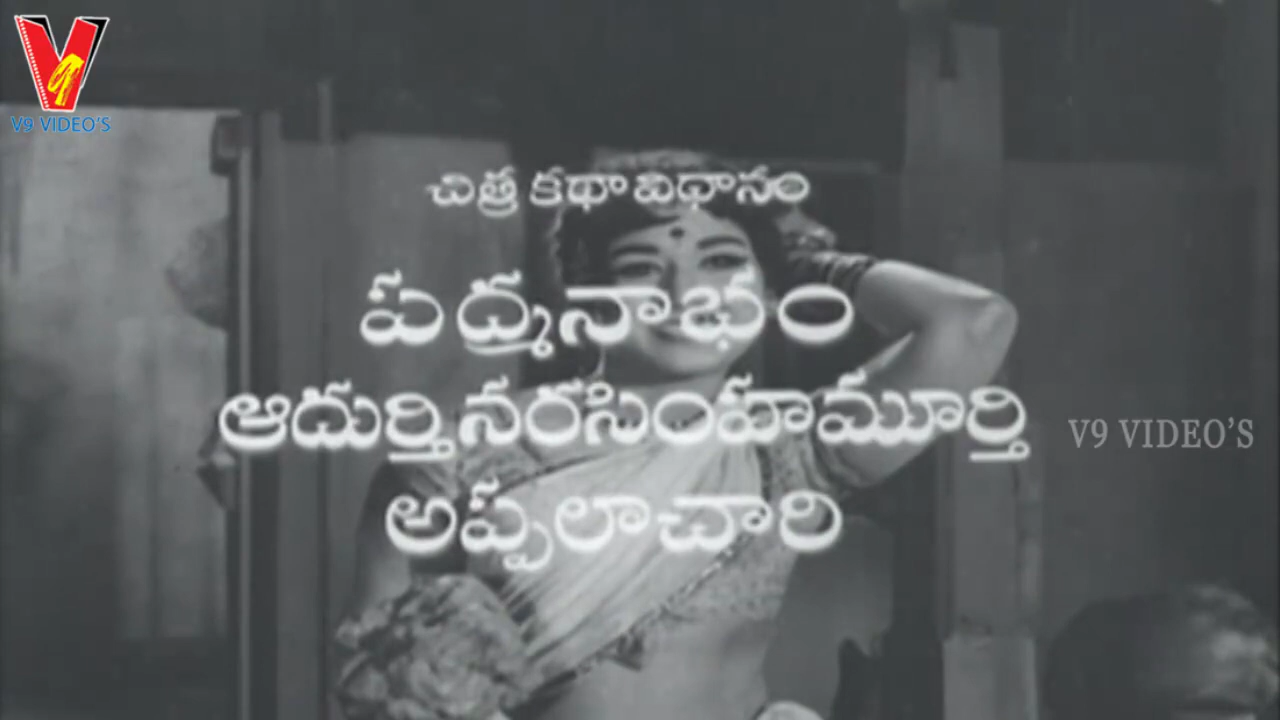 V9 VIDEO'S
చిత్ర కథా విధానం
పద్మనాభం
ఆదుర్తి నరసింహమూర్తి
V9 VIDEO'S
అప్పలాచారి